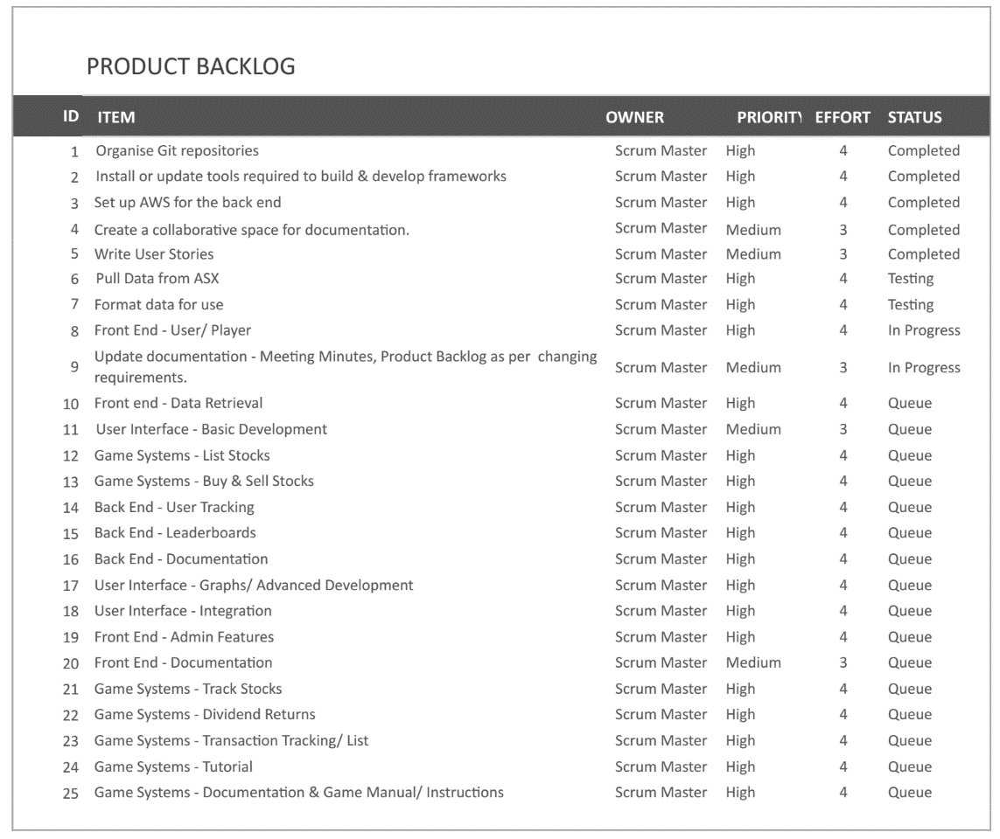 PRODUCT BACKLOG
ID ITEM OWNER PRIORITY EFFORT STATUS
1 Organise Git repositories Scrum Master High 4 Completed
2 Install or update tools required to build & develop frameworks Scrum Master High 4 Completed
3 Set up AWS for the back end Scrum Master High 4 Completed
4 Create a collaborative space for documentation. Scrum Master Medium 3 Completed
5 Write User Stories Scrum Master Medium 3 Completed
6 Pull Data from ASX Scrum Master High 4 Testing
7 Format data for use Scrum Master High 4 Testing
8 Front End - User/ Player Scrum Master High 4 In Progress
9 Update documentation - Meeting Minutes, Product Backlog as per changing
requirements. Scrum Master Medium 3 In Progress
10 Front end - Data Retrieval Scrum Master High 4 Queue
11 User Interface - Basic Development Scrum Master Medium 3 Queue
12 Game Systems - List Stocks Scrum Master High 4 Queue
13 Game Systems - Buy & Sell Stocks Scrum Master High 4 Queue
14 Back End - User Tracking Scrum Master High 4 Queue
15 Back End - Leaderboards Scrum Master High 4 Queue
16 Back End - Documentation Scrum Master High 4 Queue
17 User Interface - Graphs/ Advanced Development Scrum Master High 4 Queue
18 User Interface - Integration Scrum Master High 4 Queue
19 Front End - Admin Features Scrum Master High 4 Queue
20 Front End - Documentation Scrum Master Medium 3 Queue
21 Game Systems - Track Stocks Scrum Master High 4 Queue
22 Game Systems - Dividend Returns Scrum Master High 4 Queue
23 Game Systems - Transaction Tracking/ List Scrum Master High 4 Queue
24 Game Systems - Tutorial Scrum Master High 4 Queue
25 Game Systems - Documentation & Game Manual/ Instructions Scrum Master High 4 Queue